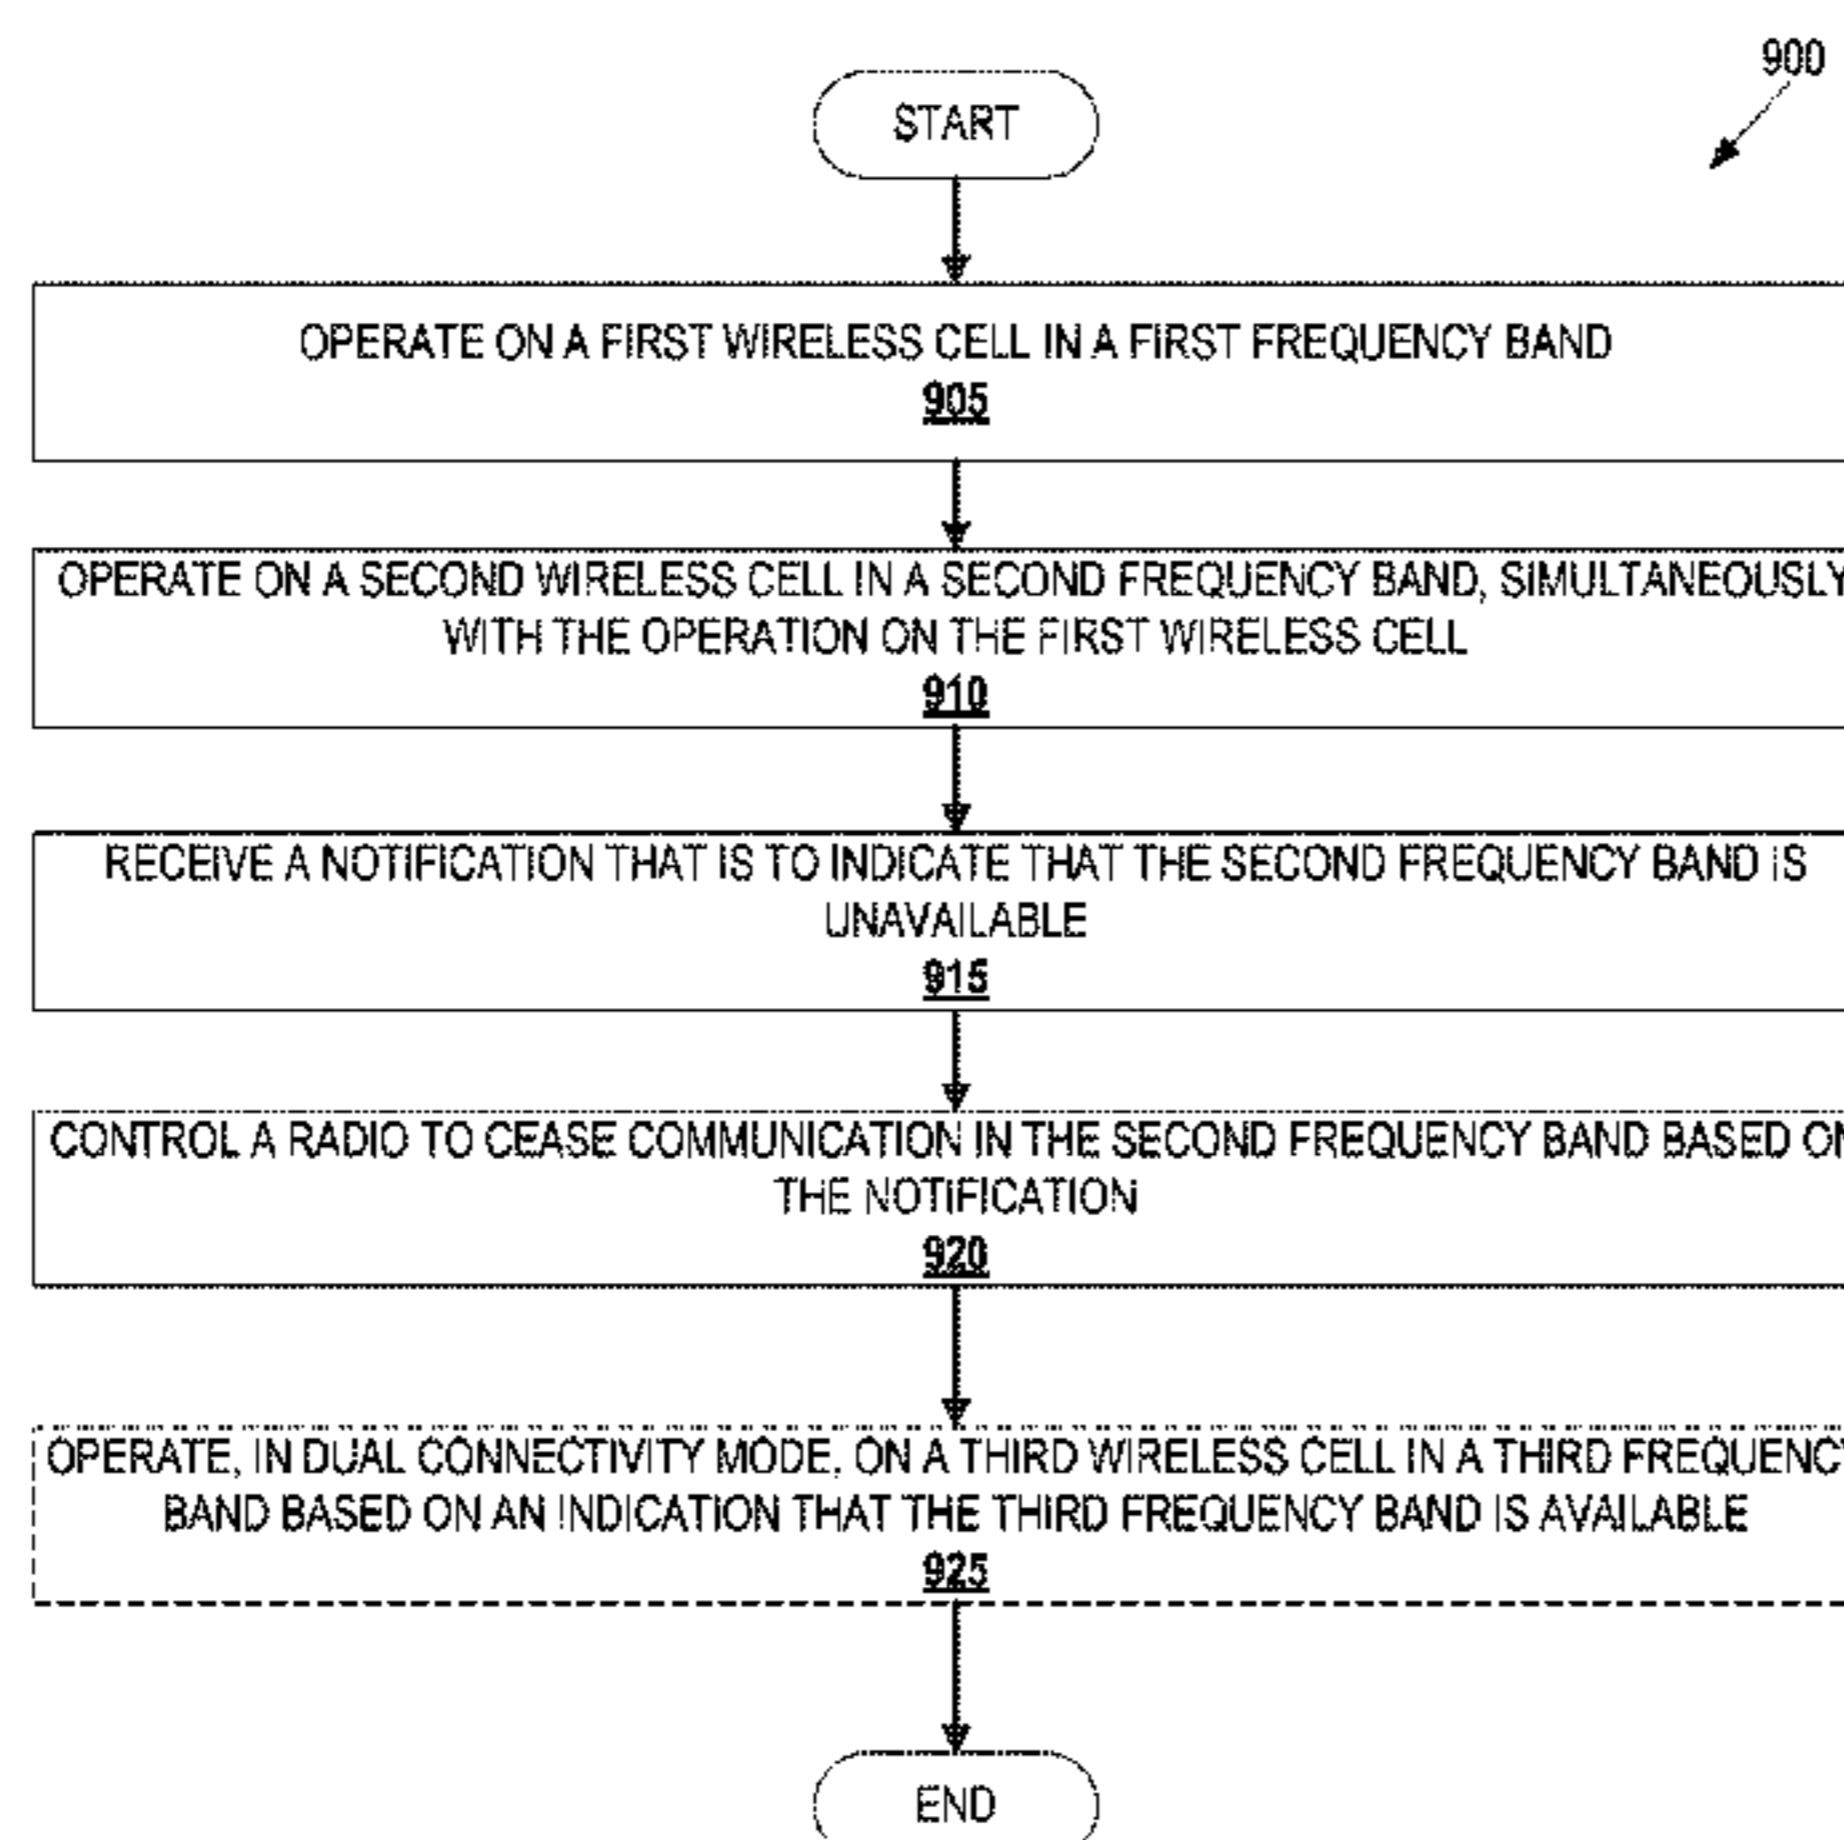 900
START
OPERATE ON A FIRST WIRELESS CELL IN A FIRST FREQUENCY BAND
905
OPERATE ON A SECOND WIRELESS CELL IN A SECOND FREQUENCY BAND, SIMULTANEOUSLY
WITH THE OPERATION ON THE FIRST WIRELESS CELL
910
RECEIVE A NOTIFICATION THAT IS TO INDICATE THAT THE SECOND FREQUENCY BAND IS
UNAVAILABLE
915
CONTROL A RADIO TO CEASE COMMUNICATION IN THE SECOND FREQUENCY BAND BASED ON
THE NOTIFICATION
920
OPERATE, IN DUAL CONNECTIVITY MODE, ON A THIRD WIRELESS CELL IN A THIRD FREQUENCY
BAND BASED ON AN INDICATION THAT THE THIRD FREQUENCY BAND IS AVAILABLE
925
END